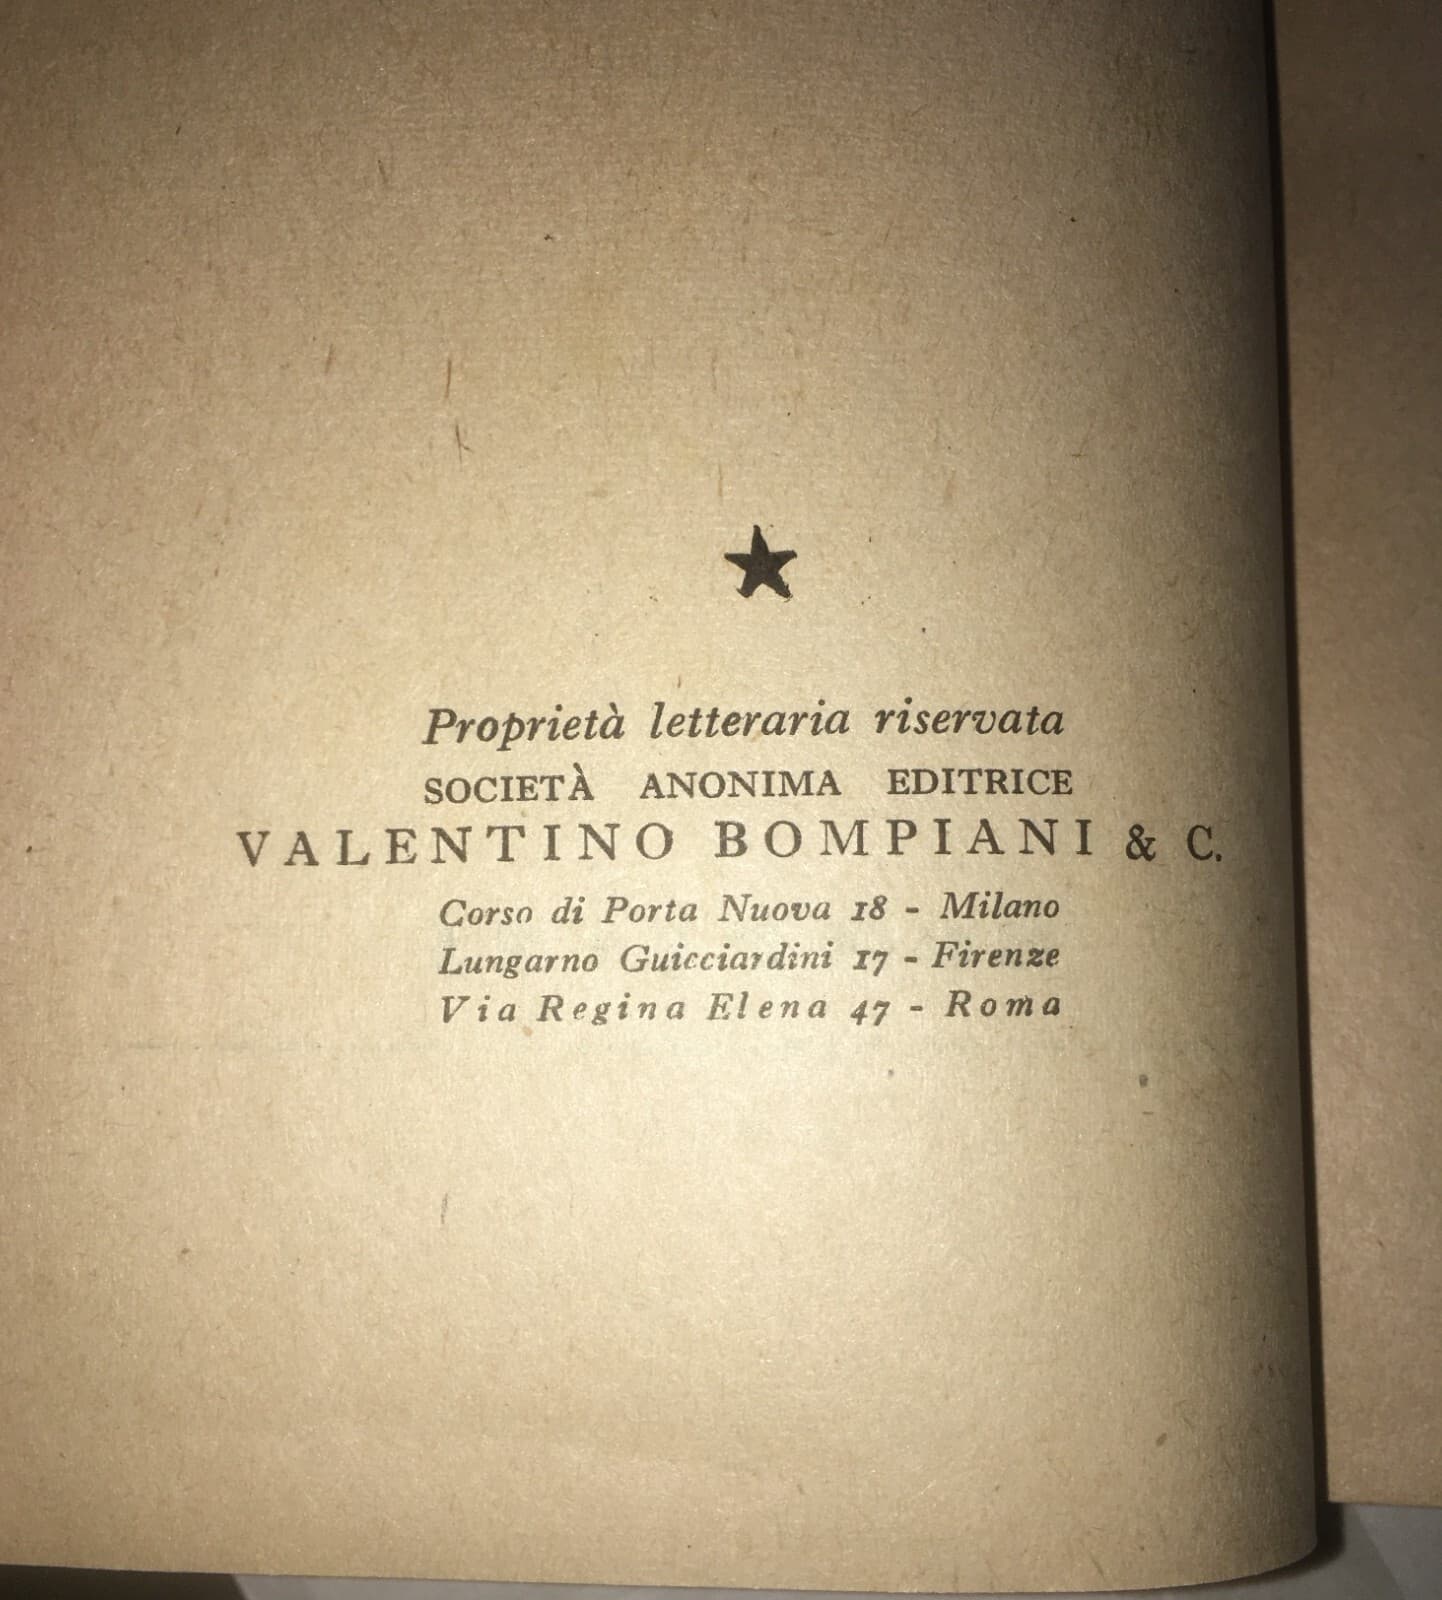 Proprietà letteraria riservata
SOCIETÀ ANONIMA EDITRICE
VALENTINO BOMPIANI & C.
Corso di Porta Nuova 18 - Milano
Lungarno Guicciardini 17 - Firenze
Via Regina Elena 47 - Roma